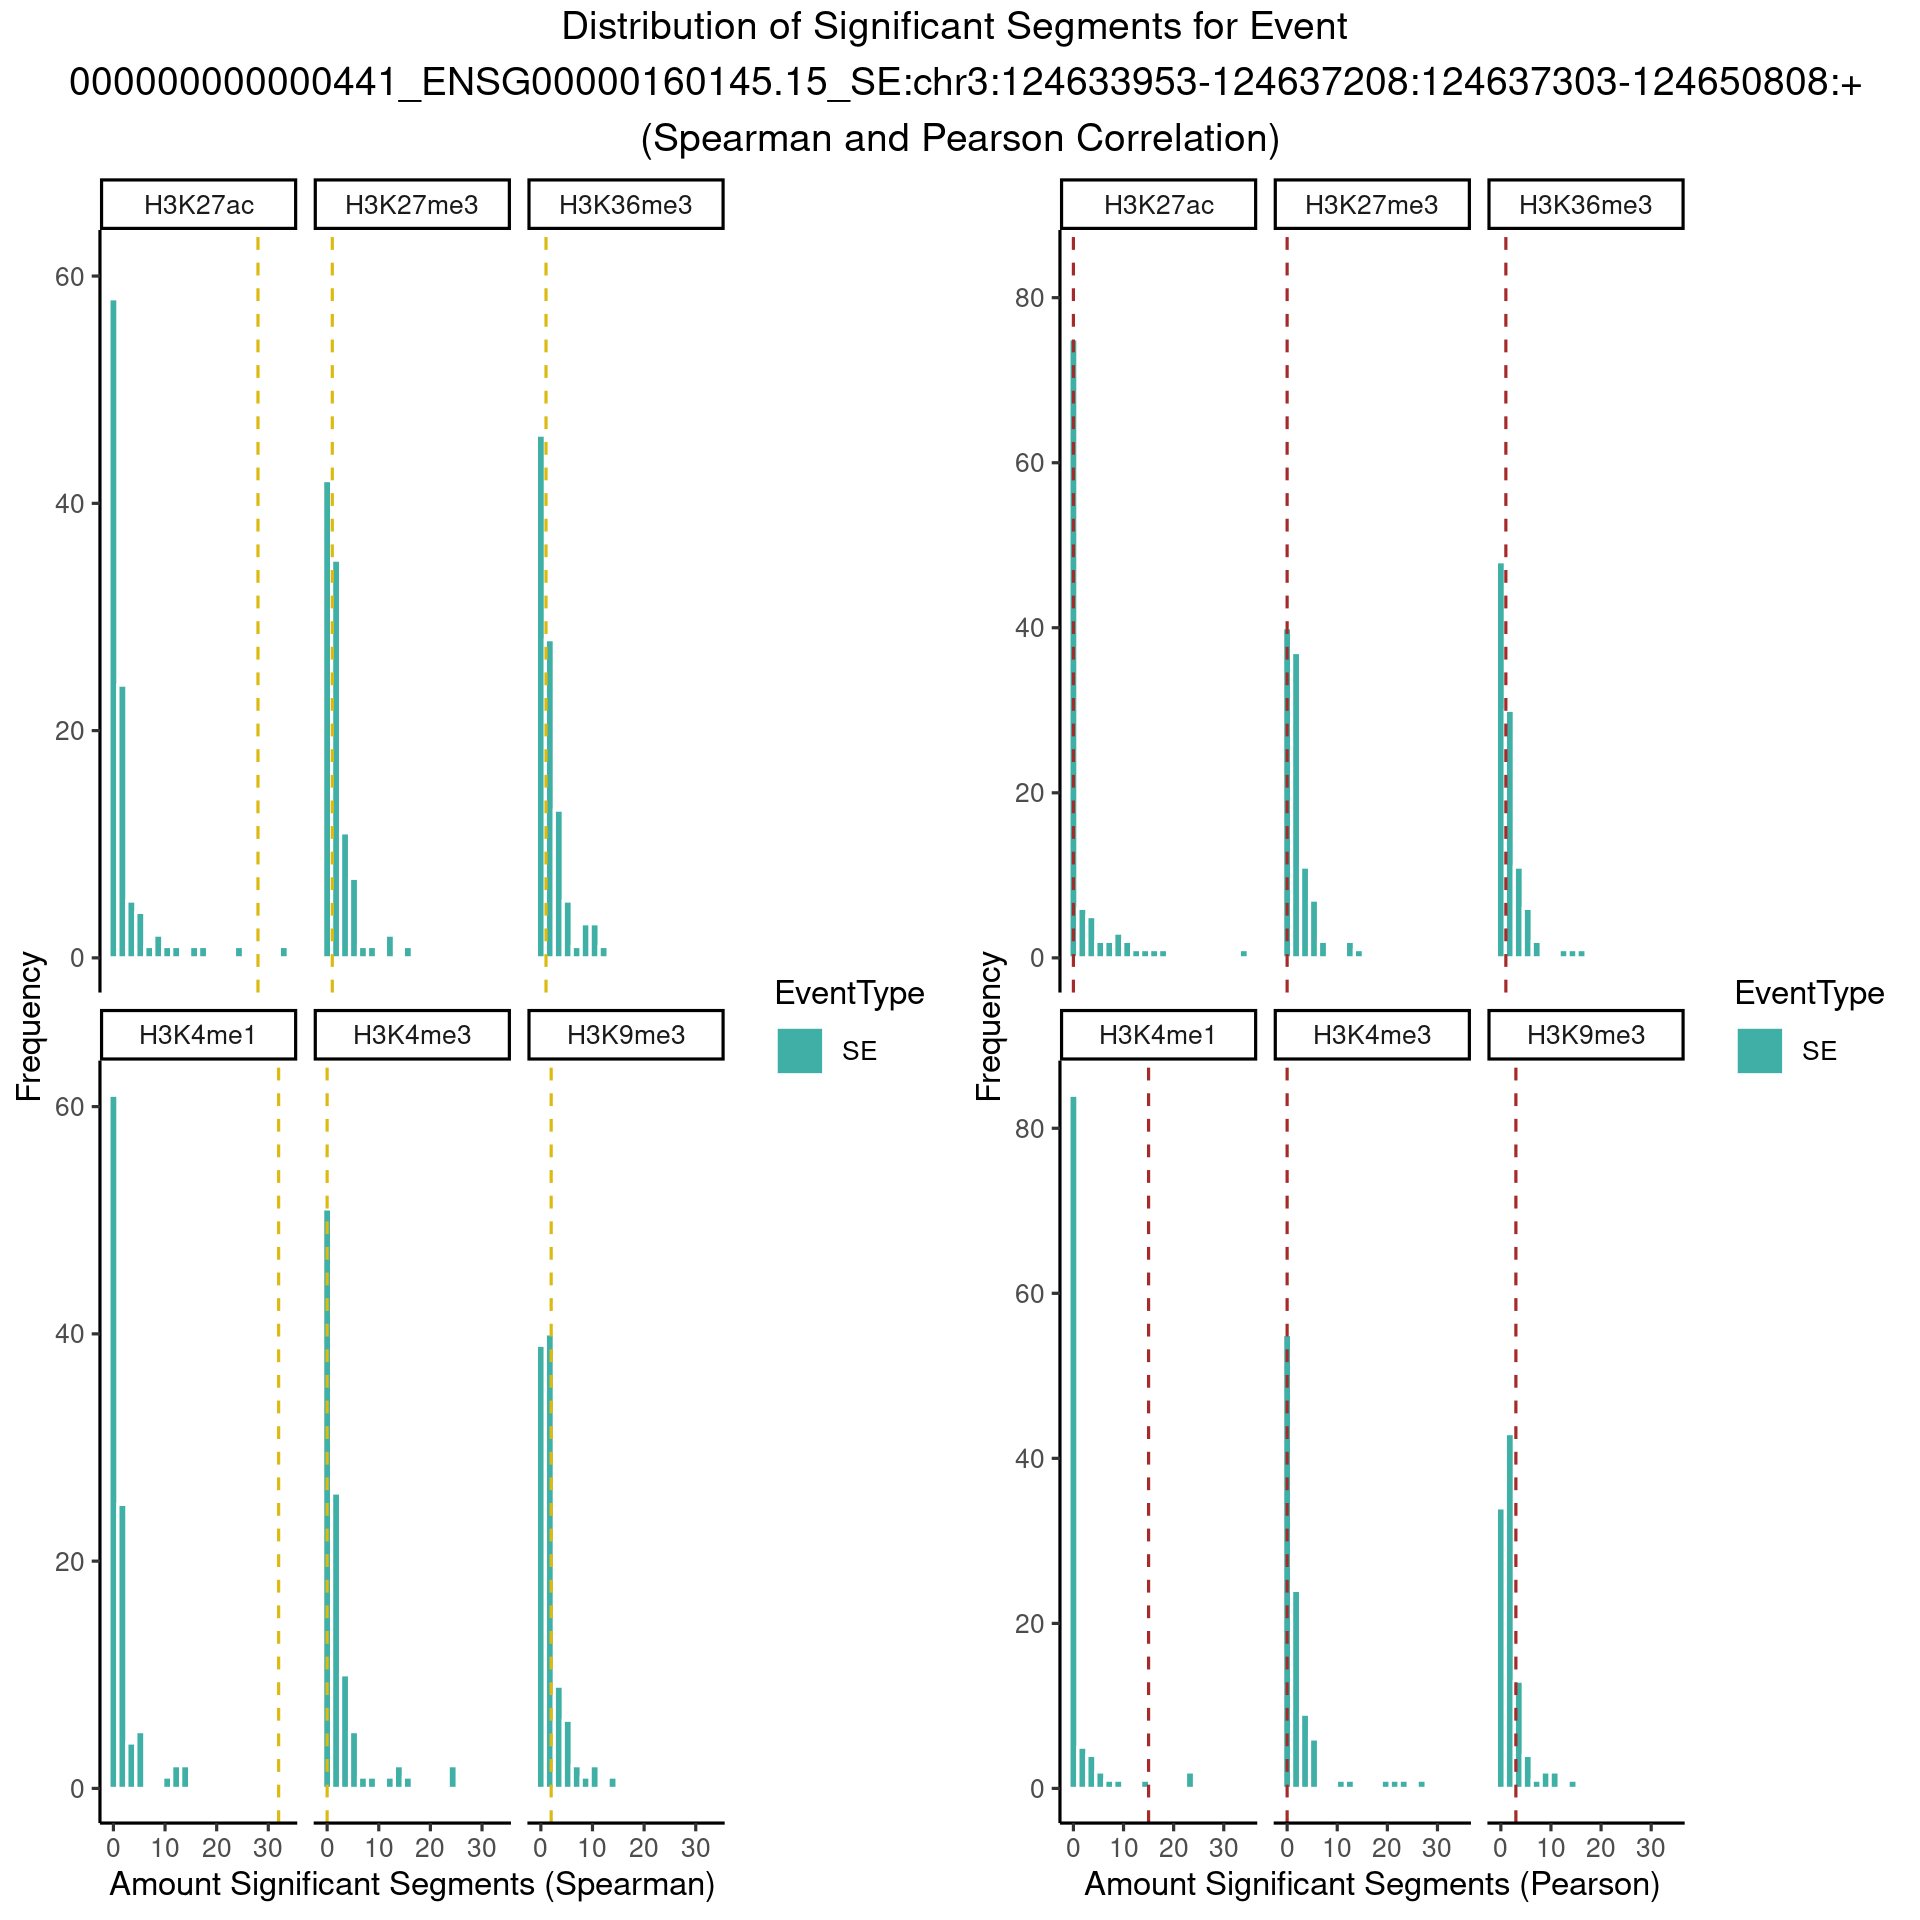 Distribution of Significant Segments for Event
000000000000441_ENSG00000160145.15_SE:chr3:124633953-124637208:124637303-124650808:+
(Spearman and Pearson Correlation)
H3K27ac H3K27me3 H3K36me3
60
40
20
0
H3K4me1 H3K4me3 H3K9me3
60
40
20
0
0 10 20 30 0 10 20 30 0 10 20 30
Frequency
Amount Significant Segments (Spearman)
EventType
SE
H3K27ac H3K27me3 H3K36me3
80
60
40
20
0
H3K4me1 H3K4me3 H3K9me3
80
60
40
20
0
0 10 20 30 0 10 20 30 0 10 20 30
Frequency
Amount Significant Segments (Pearson)
EventType
SE